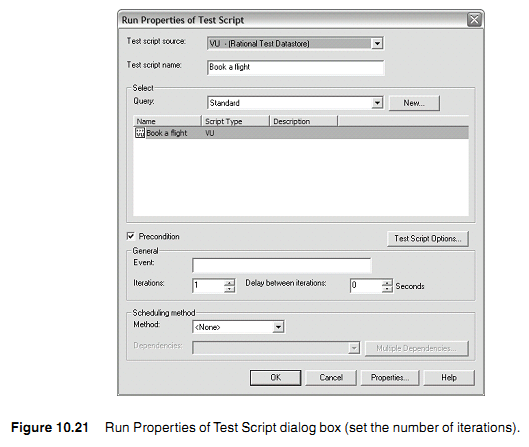 Run Properties of Test Script
Test script source: VU - (Rational Test Datastore)
Test script name: Book a flight
Select
Query: Standard New...
Name Script Type Description
Book a flight VU
Precondition Test Script Options...
General
Event:
Iterations: 1 Delay between iterations: 0 Seconds
Scheduling method
Method: <None>
Dependencies: Multiple Dependencies...
OK Cancel Properties... Help
Figure 10.21 Run Properties of Test Script dialog box (set the number of iterations).